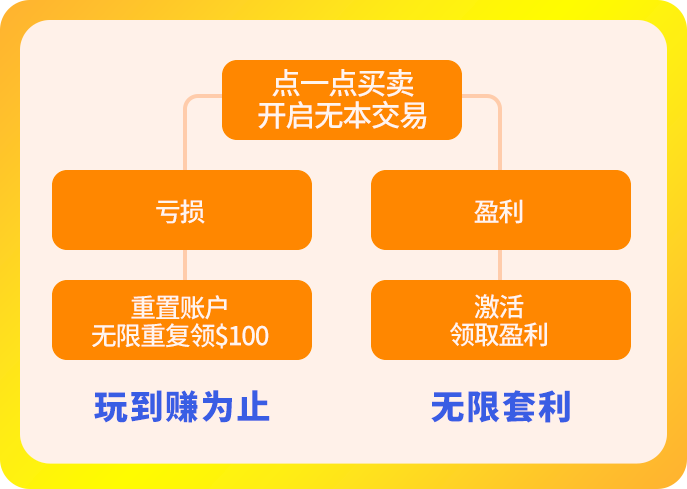 点一点买卖
开启无本交易
亏损
盈利
重置账户
无限重复领$100
激活
领取盈利
玩到赚为止
无限套利